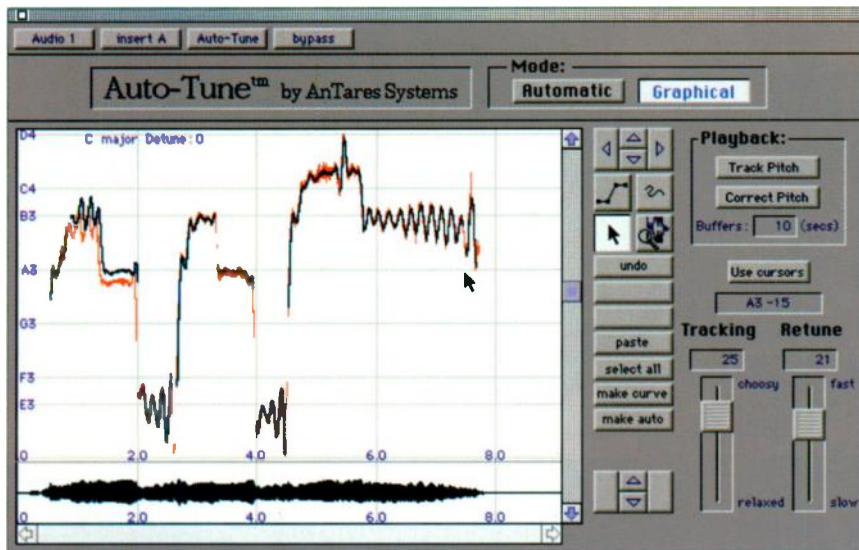 Audio 1
insert A
Auto-Tune
bypass
Auto-Tune™ by AnTares Systems
Mode:
Automatic
Graphical
C major Detune: 0
D4
C4
B3
A3
G3
F3
E3
.0 2.0 4.0 6.0 8.0
.0 2.0 4.0 6.0 8.0
undo
paste
select all
make curve
make auto
Playback:
Track Pitch
Correct Pitch
Buffers: 10 (secs)
Use cursors
A3 -15
Tracking
Retune
25
21
choosy
fast
relaxed
slow